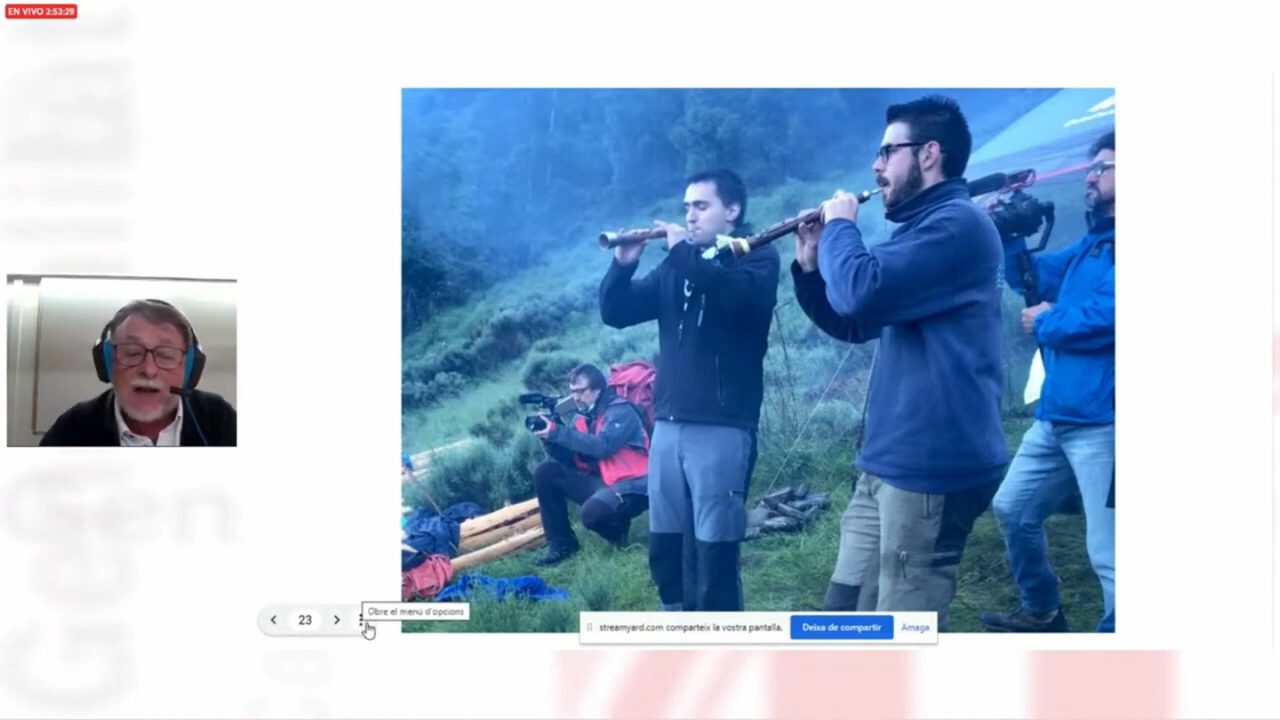 EN VIVO 2:53:29
Gen
23
Obre el menú d'opcions
streamyard.com comparteix la vostra pantalla.
Deixa de compartir
Amaga